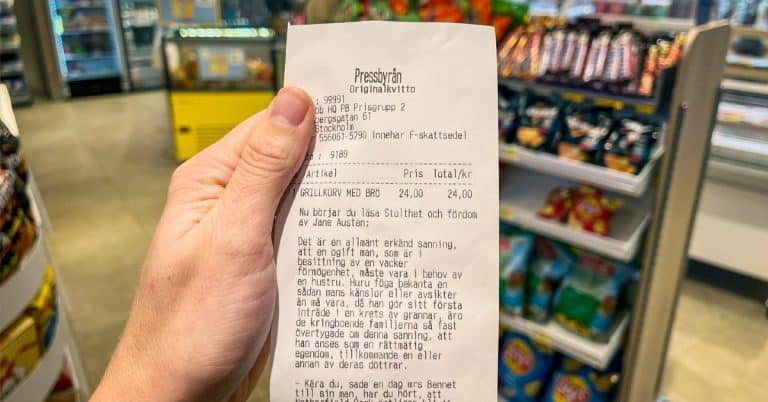 Pressbyrån
Originalkvitto
: 99991
ob HQ PB Prisgrupp 2
bergsgatan 61
Stockholm
556061-5790 innehar F-skattsedel
: 9189
Artikel Pris Total/kr
GRILLKORV MED BRÖ 24,00 24,00
Nu börjar du läsa Stolthet och fördom
av Jane Austen:
Det är en allmänt erkänd sanning,
att en ogift man, som är i
besittning av en vacker
förmögenhet, måste vara i behov av
en hustru. Huru föga bekanta en
sådan mans känslor eller avsikter
än må vara, då han gör sitt första
inträde i en krets av grannar, äro
de kringboende familjerna så fast
övertygade om denna sanning, att
han anses som en rättmätig
egendom, tillkommande en eller
annan av deras döttrar.
- Kära du, sade en dag mrs Bennet
till sin man, har du hört, att
Lay's